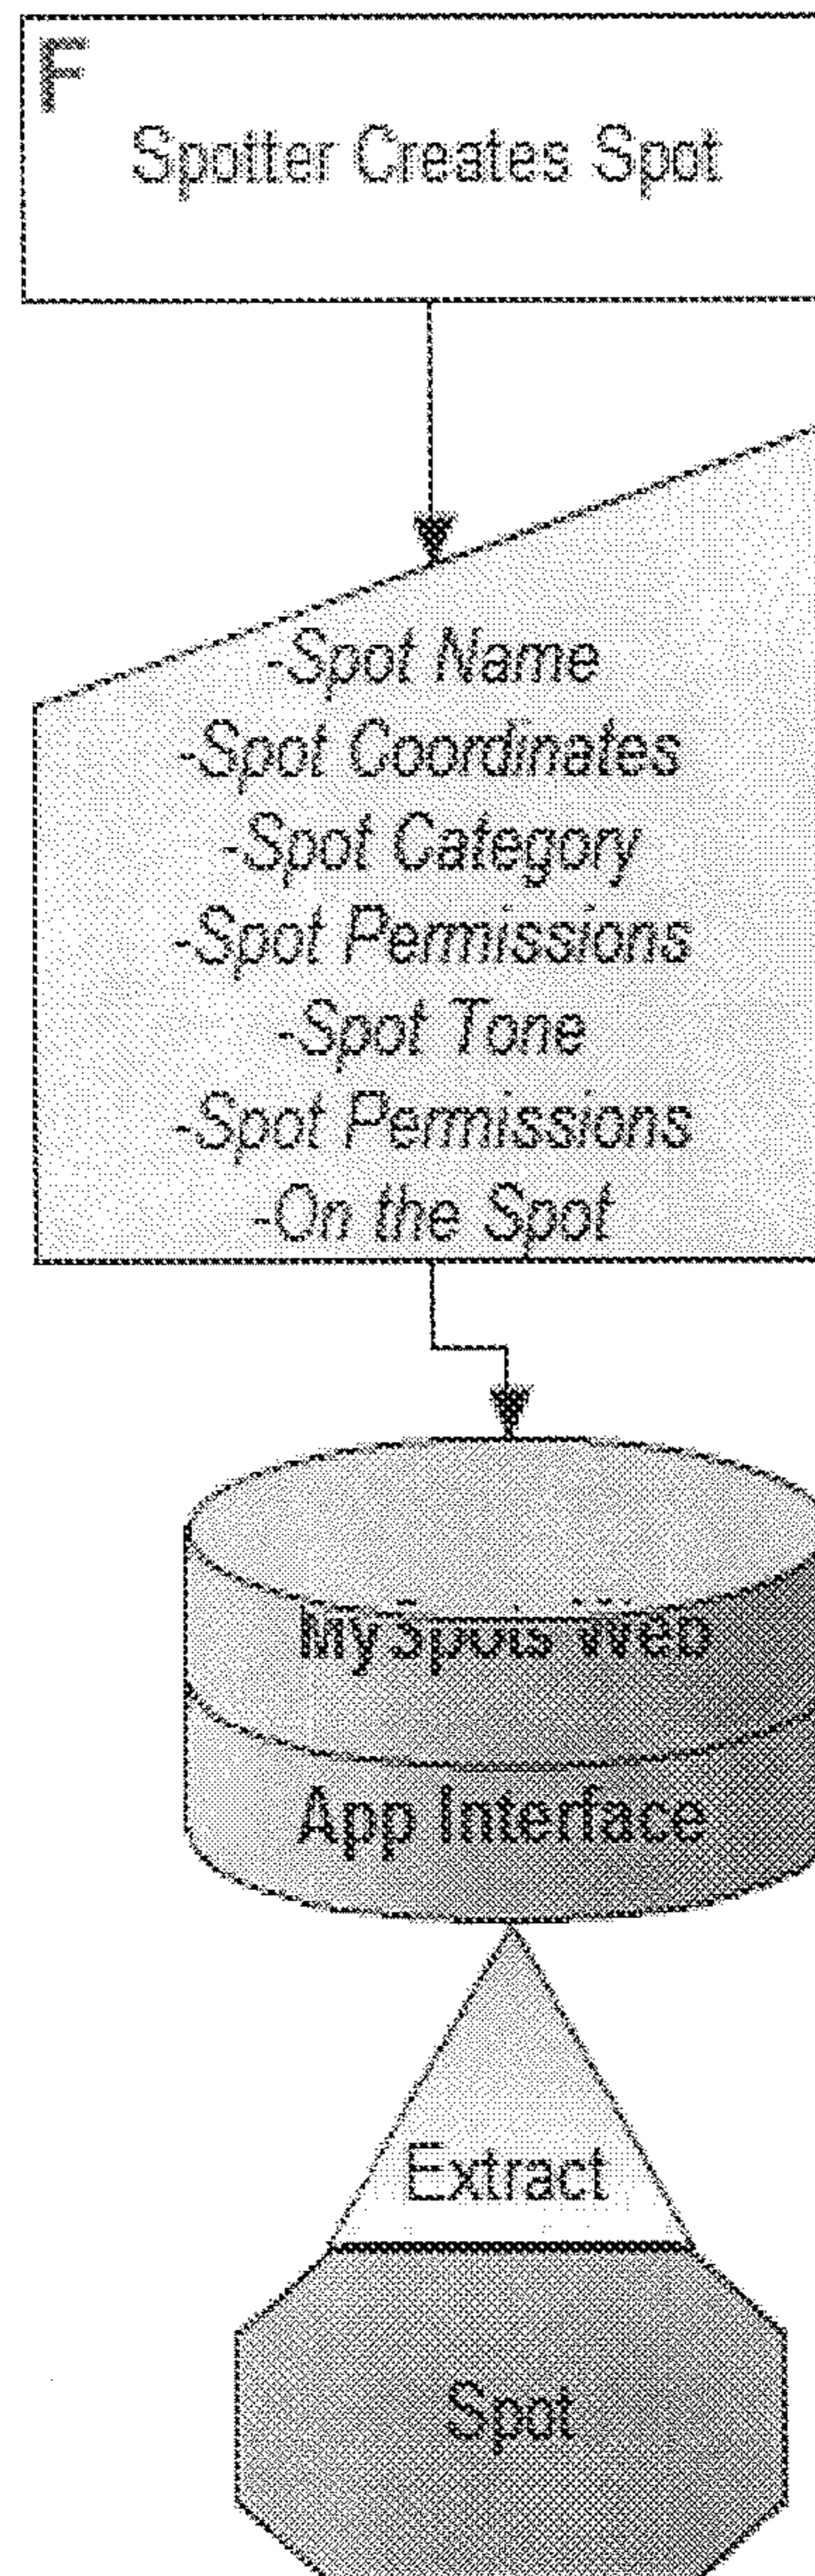 F
Spotter Creates Spot
-Spot Name
-Spot Coordinates
-Spot Category
-Spot Permissions
-Spot Tone
-Spot Permissions
-On the Spot
MySpots Web
App Interface
Extract
Spot